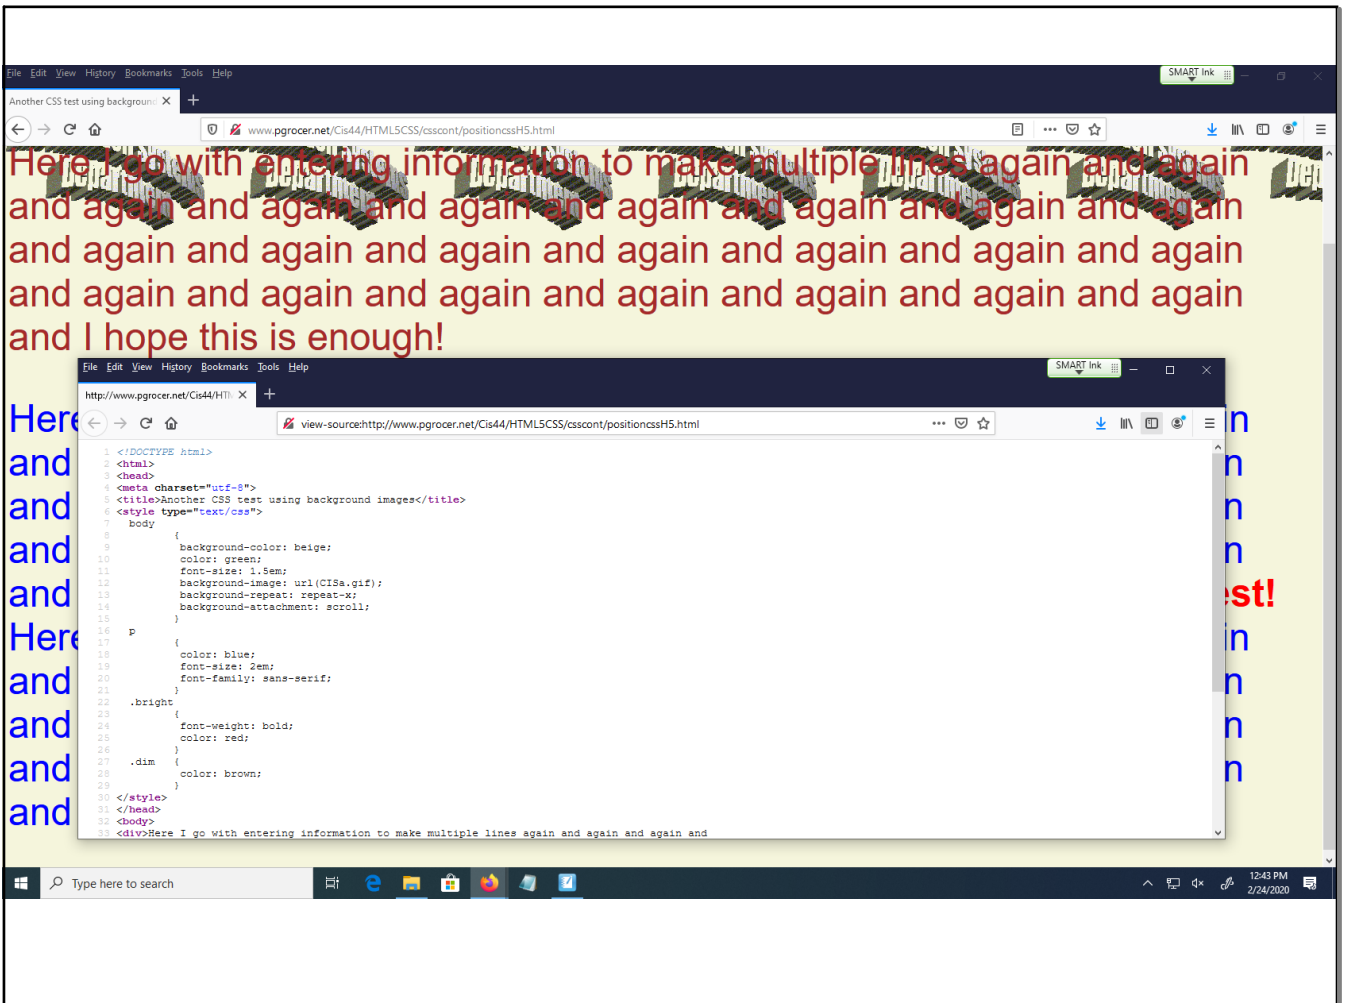 File Edit View History Bookmarks Tools Help
SMART Ink
Another CSS test using background
www.pgrocer.net/Cis44/HTML5CSS/csscont/positioncssH5.html
Here I go with entering information to make multiple lines again and again
and again and again and again and again and again and again and again
and again and again and again and again and again and again and again
and again and again and again and again and again and again and again
and I hope this is enough!
File Edit View History Bookmarks Tools Help
SMART Ink
http://www.pgrocer.net/Cis44/HTM
view-source:http://www.pgrocer.net/Cis44/HTML5CSS/csscont/positioncssH5.html
1 <!DOCTYPE html>
2 <html>
3 <head>
4 <meta charset="utf-8">
5 <title>Another CSS test using background images</title>
6 <style type="text/css">
7 body
8 {
9 background-color: beige;
10 color: green;
11 font-size: 1.5em;
12 background-image: url(CISa.gif);
13 background-repeat: repeat-x;
14 background-attachment: scroll;
15 }
16 p
17 {
18 color: blue;
19 font-size: 2em;
20 font-family: sans-serif;
21 }
22 .bright
23 {
24 font-weight: bold;
25 color: red;
26 }
27 .dim {
28 color: brown;
29 }
30 </style>
31 </head>
32 <body>
33 <div>Here I go with entering information to make multiple lines again and again and again and
Here
and
and
and
and
Here
and
and
and
and
Type here to search
12:43 PM
2/24/2020